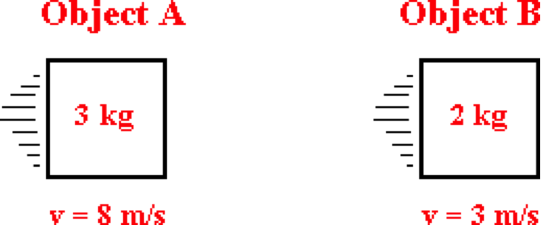 Object A
Object B
3 kg
2 kg
v = 8 m/s
v = 3 m/s